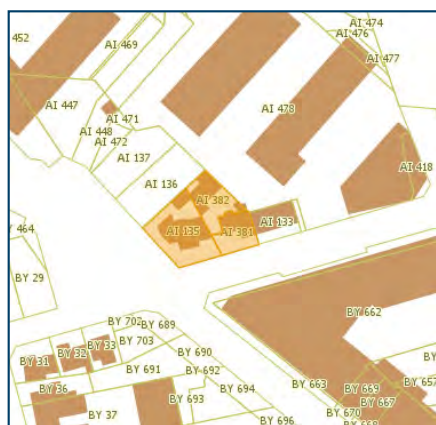 AI 474
AI 476
452
AI 469
AI 477
AI 447
AI 471
AI 478
AI 448
AI 472
AI 137
AI 418
AI 136
AI 382
AI 133
AI 135
AI 381
464
BY 29
BY 662
BY 702
BY 689
BY 33
BY 703
BY 32
BY 690
BY 31
BY 691
BY 692
BY 663
BY 669
BY 657
BY 36
BY 694
BY 693
BY 667
BY 37
BY 670
BY 696
BY 668